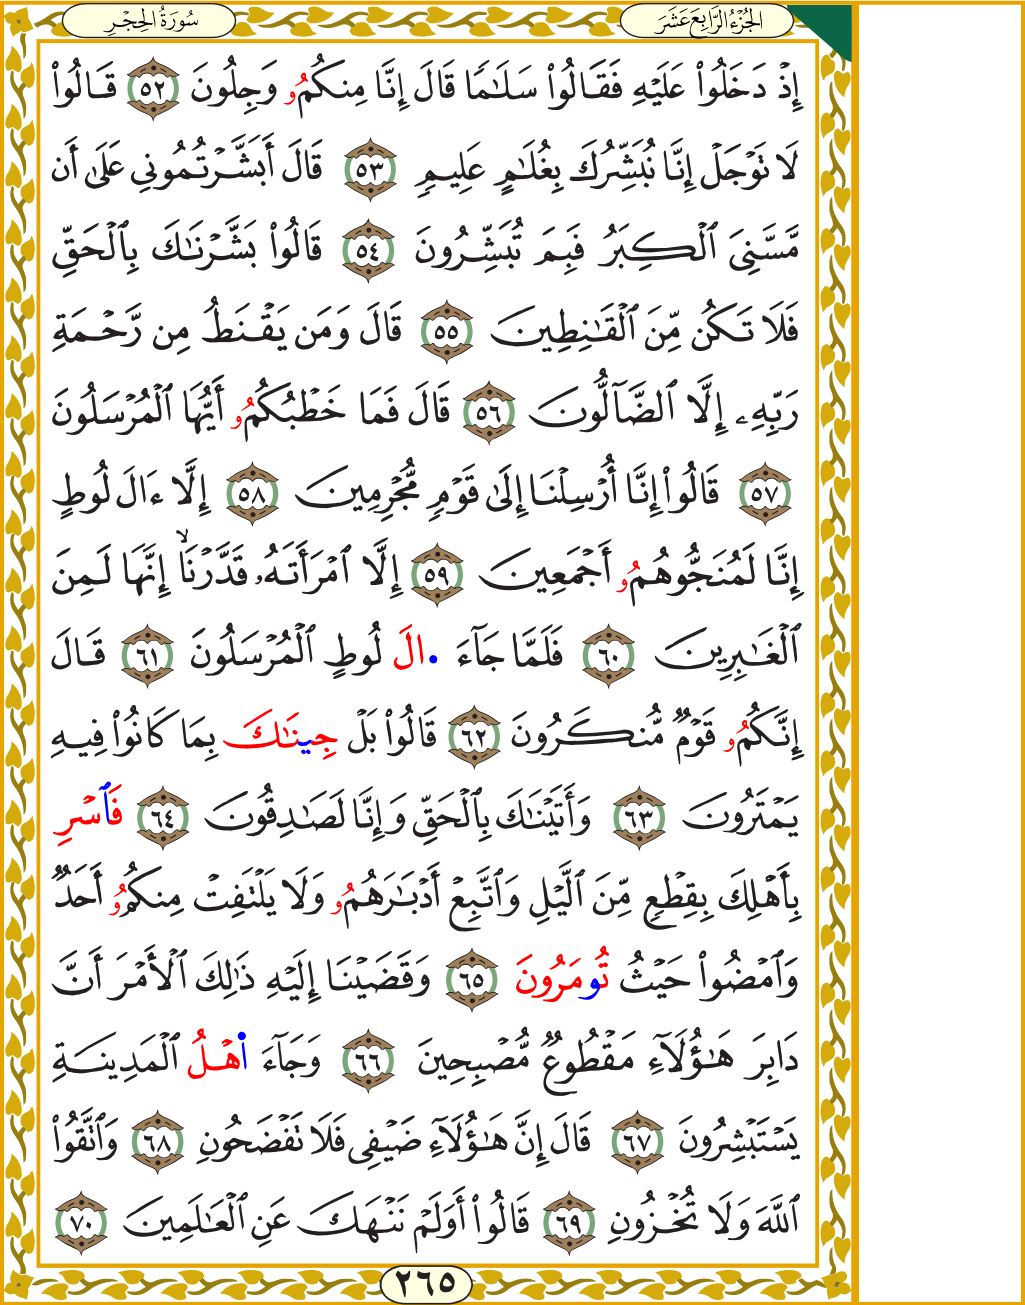 الجُزْءُ الرَّابِعَ عَشَرَ
سُورَةُ الحِجْرِ
إِذْ دَخَلُوا۟ عَلَيْهِ فَقَالُوا۟ سَلَـٰمًا قَالَ إِنَّا مِنكُمُۥ وَجِلُونَ ٥٢ قَالُوا۟
لَا تَوْجَلْ إِنَّا نُبَشِّرُكَ بِغُلَـٰمٍ عَلِيمٍ ٥٣ قَالَ أَبَشَّرْتُمُونِى عَلَىٰ أَن
مَّسَّنِىَ ٱلْكِبَرُ فَبِمَ تُبَشِّرُونَ ٥٤ قَالُوا۟ بَشَّرْنَـٰكَ بِٱلْحَقِّ
فَلَا تَكُن مِّنَ ٱلْقَـٰنِطِينَ ٥٥ قَالَ وَمَن يَقْنَطُ مِن رَّحْمَةِ
رَبِّهِۦ إِلَّا ٱلضَّآلُّونَ ٥٦ قَالَ فَمَا خَطْبُكُمُۥ أَيُّهَا ٱلْمُرْسَلُونَ
٥٧ قَالُوا۟ إِنَّا أُرْسِلْنَا إِلَىٰ قَوْمٍ مُّجْرِمِينَ ٥٨ إِلَّا ءَالَ لُوطٍ
إِنَّا لَمُنَجُّوهُمُۥ أَجْمَعِينَ ٥٩ إِلَّا ٱمْرَأَتَهُۥ قَدَّرْنَاۙ إِنَّهَا لَمِنَ
ٱلْغَـٰبِرِينَ ٦٠ فَلَمَّا جَآءَ •الَ لُوطٍ ٱلْمُرْسَلُونَ ٦١ قَالَ
إِنَّكُمُۥ قَوْمٌ مُّنكَرُونَ ٦٢ قَالُوا۟ بَلْ جِينَـٰكَ بِمَا كَانُوا۟ فِيهِ
يَمْتَرُونَ ٦٣ وَأَتَيْنَـٰكَ بِٱلْحَقِّ وَإِنَّا لَصَـٰدِقُونَ ٦٤ فَٱسْرِ
بِأَهْلِكَ بِقِطْعٍ مِّنَ ٱلَّيْلِ وَٱتَّبِعْ أَدْبَـٰرَهُمُۥ وَلَا يَلْتَفِتْ مِنكُمُۥ أَحَدٌ
وَٱمْضُوا۟ حَيْثُ تُومَرُونَ ٦٥ وَقَضَيْنَا إِلَيْهِ ذَٰلِكَ ٱلْأَمْرَ أَنَّ
دَابِرَ هَـٰٓؤُلَآءِ مَقْطُوعٌ مُّصْبِحِينَ ٦٦ وَجَآءَ ا۬هْلُ ٱلْمَدِينَةِ
يَسْتَبْشِرُونَ ٦٧ قَالَ إِنَّ هَـٰٓؤُلَآءِ ضَيْفِى فَلَا تَفْضَحُونِ ٦٨ وَٱتَّقُوا۟
ٱللَّهَ وَلَا تُخْزُونِ ٦٩ قَالُوا۟ أَوَلَمْ نَنْهَكَ عَنِ ٱلْعَـٰلَمِينَ ٧٠
٢٦٥